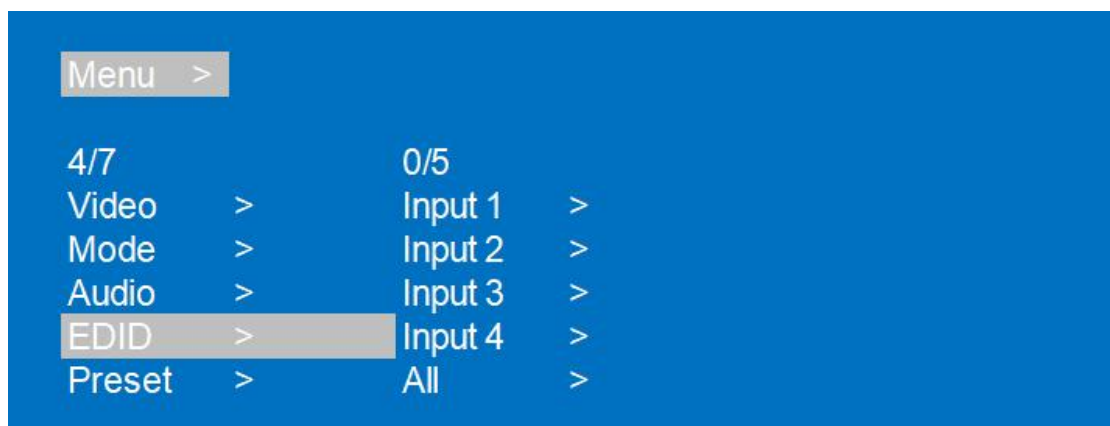 Menu >
4/7 0/5
Video > Input 1 >
Mode > Input 2 >
Audio > Input 3 >
EDID > Input 4 >
Preset > All >